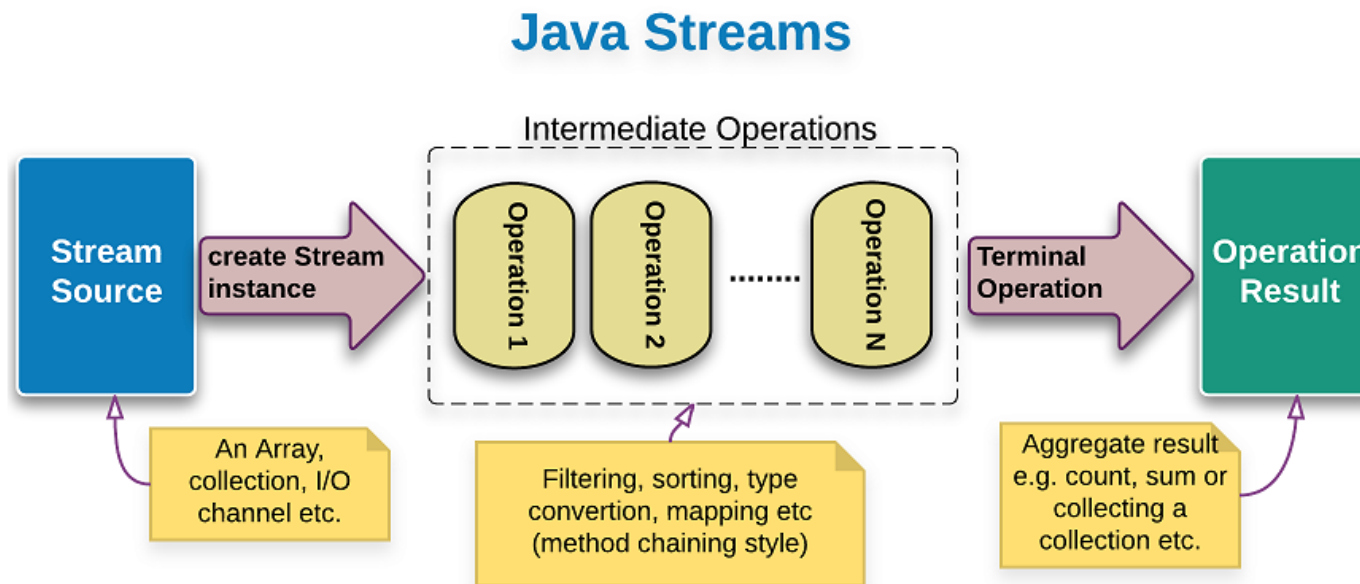 Java Streams
Intermediate Operations
Stream
Source
create Stream
instance
Operation 1
Operation 2
Operation N
Terminal
Operation
Operation
Result
An Array,
collection, I/O
channel etc.
Filtering, sorting, type
convertion, mapping etc
(method chaining style)
Aggregate result
e.g. count, sum or
collecting a
collection etc.